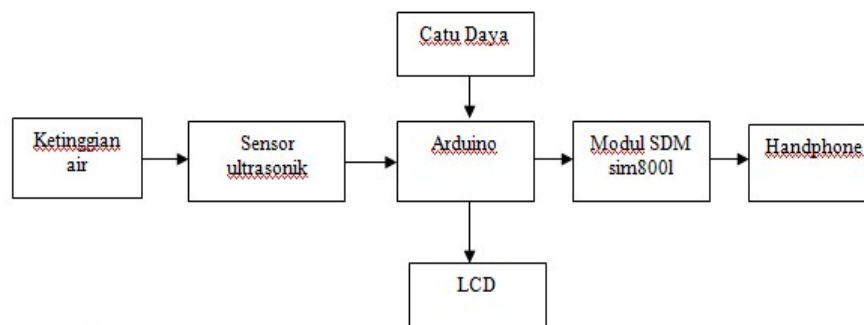 Catu Daya
Ketinggian
air
Sensor
ultrasonik
Arduino
Modul SDM
sim800l
Handphone
LCD